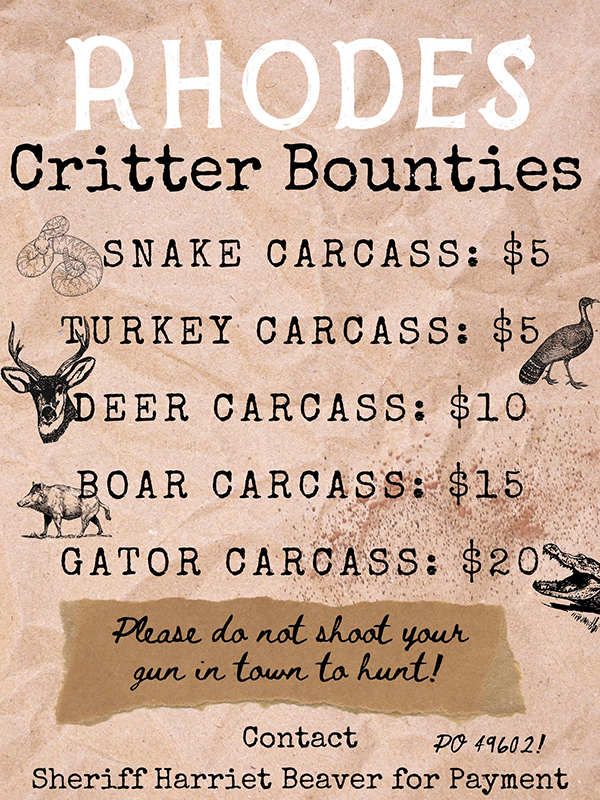 RHODES
Critter Bounties
SNAKE CARCASS: $5
TURKEY CARCASS: $5
DEER CARCASS: $10
BOAR CARCASS: $15
GATOR CARCASS: $20
Please do not shoot your
gun in town to hunt!
Contact
PO 49602!
Sheriff Harriet Beaver for Payment